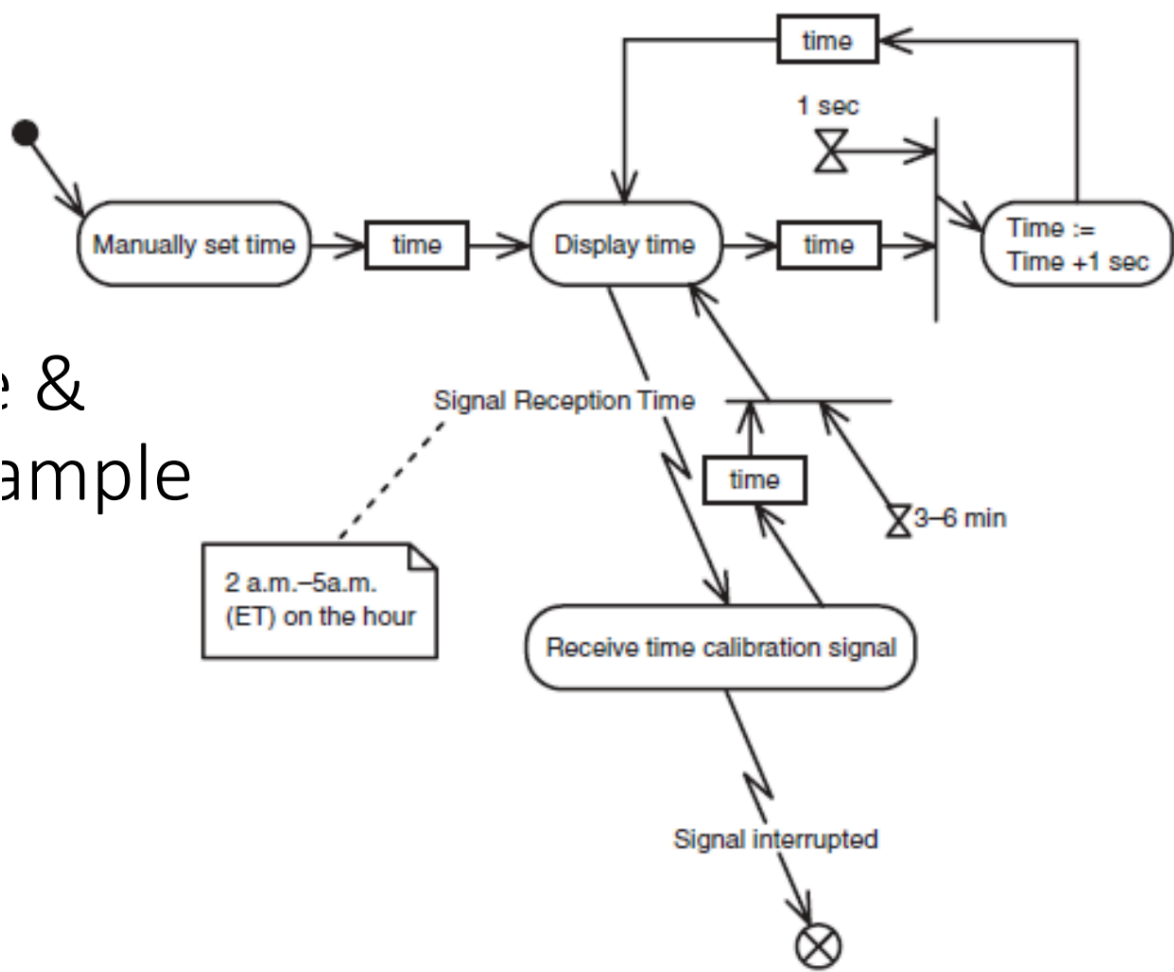 time
1 sec
Manually set time
time
Display time
time
Time :=
Time +1 sec
&
ample
Signal Reception Time
time
3–6 min
2 a.m.–5a.m.
(ET) on the hour
Receive time calibration signal
Signal interrupted